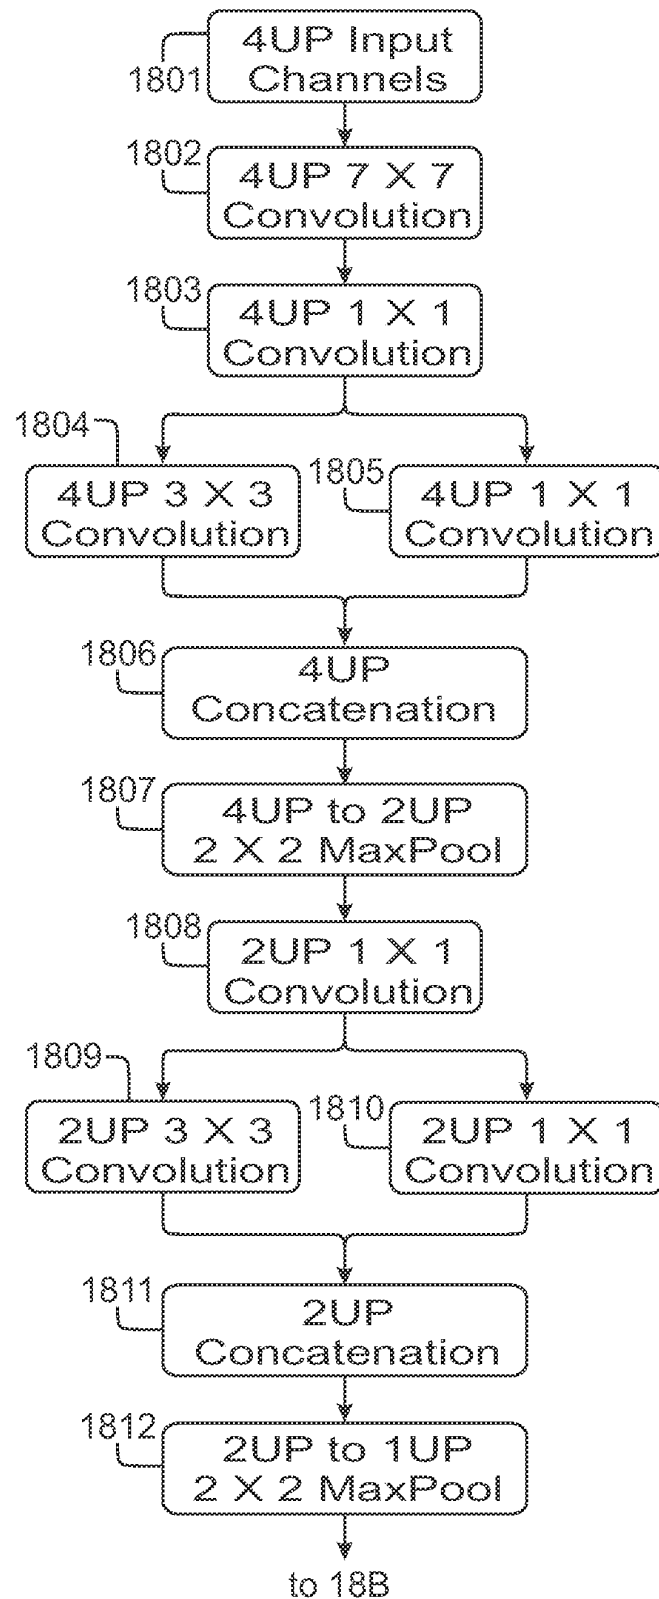 4UP Input
Channels
1801
1802
4UP 7 X 7
Convolution
1803
4UP 1 X 1
Convolution
1804
4UP 3 X 3
Convolution
1805
4UP 1 X 1
Convolution
1806
4UP
Concatenation
1807
4UP to 2UP
2 X 2 MaxPool
1808
2UP 1 X 1
Convolution
1809
2UP 3 X 3
Convolution
1810
2UP 1 X 1
Convolution
1811
2UP
Concatenation
1812
2UP to 1UP
2 X 2 MaxPool
to 18B